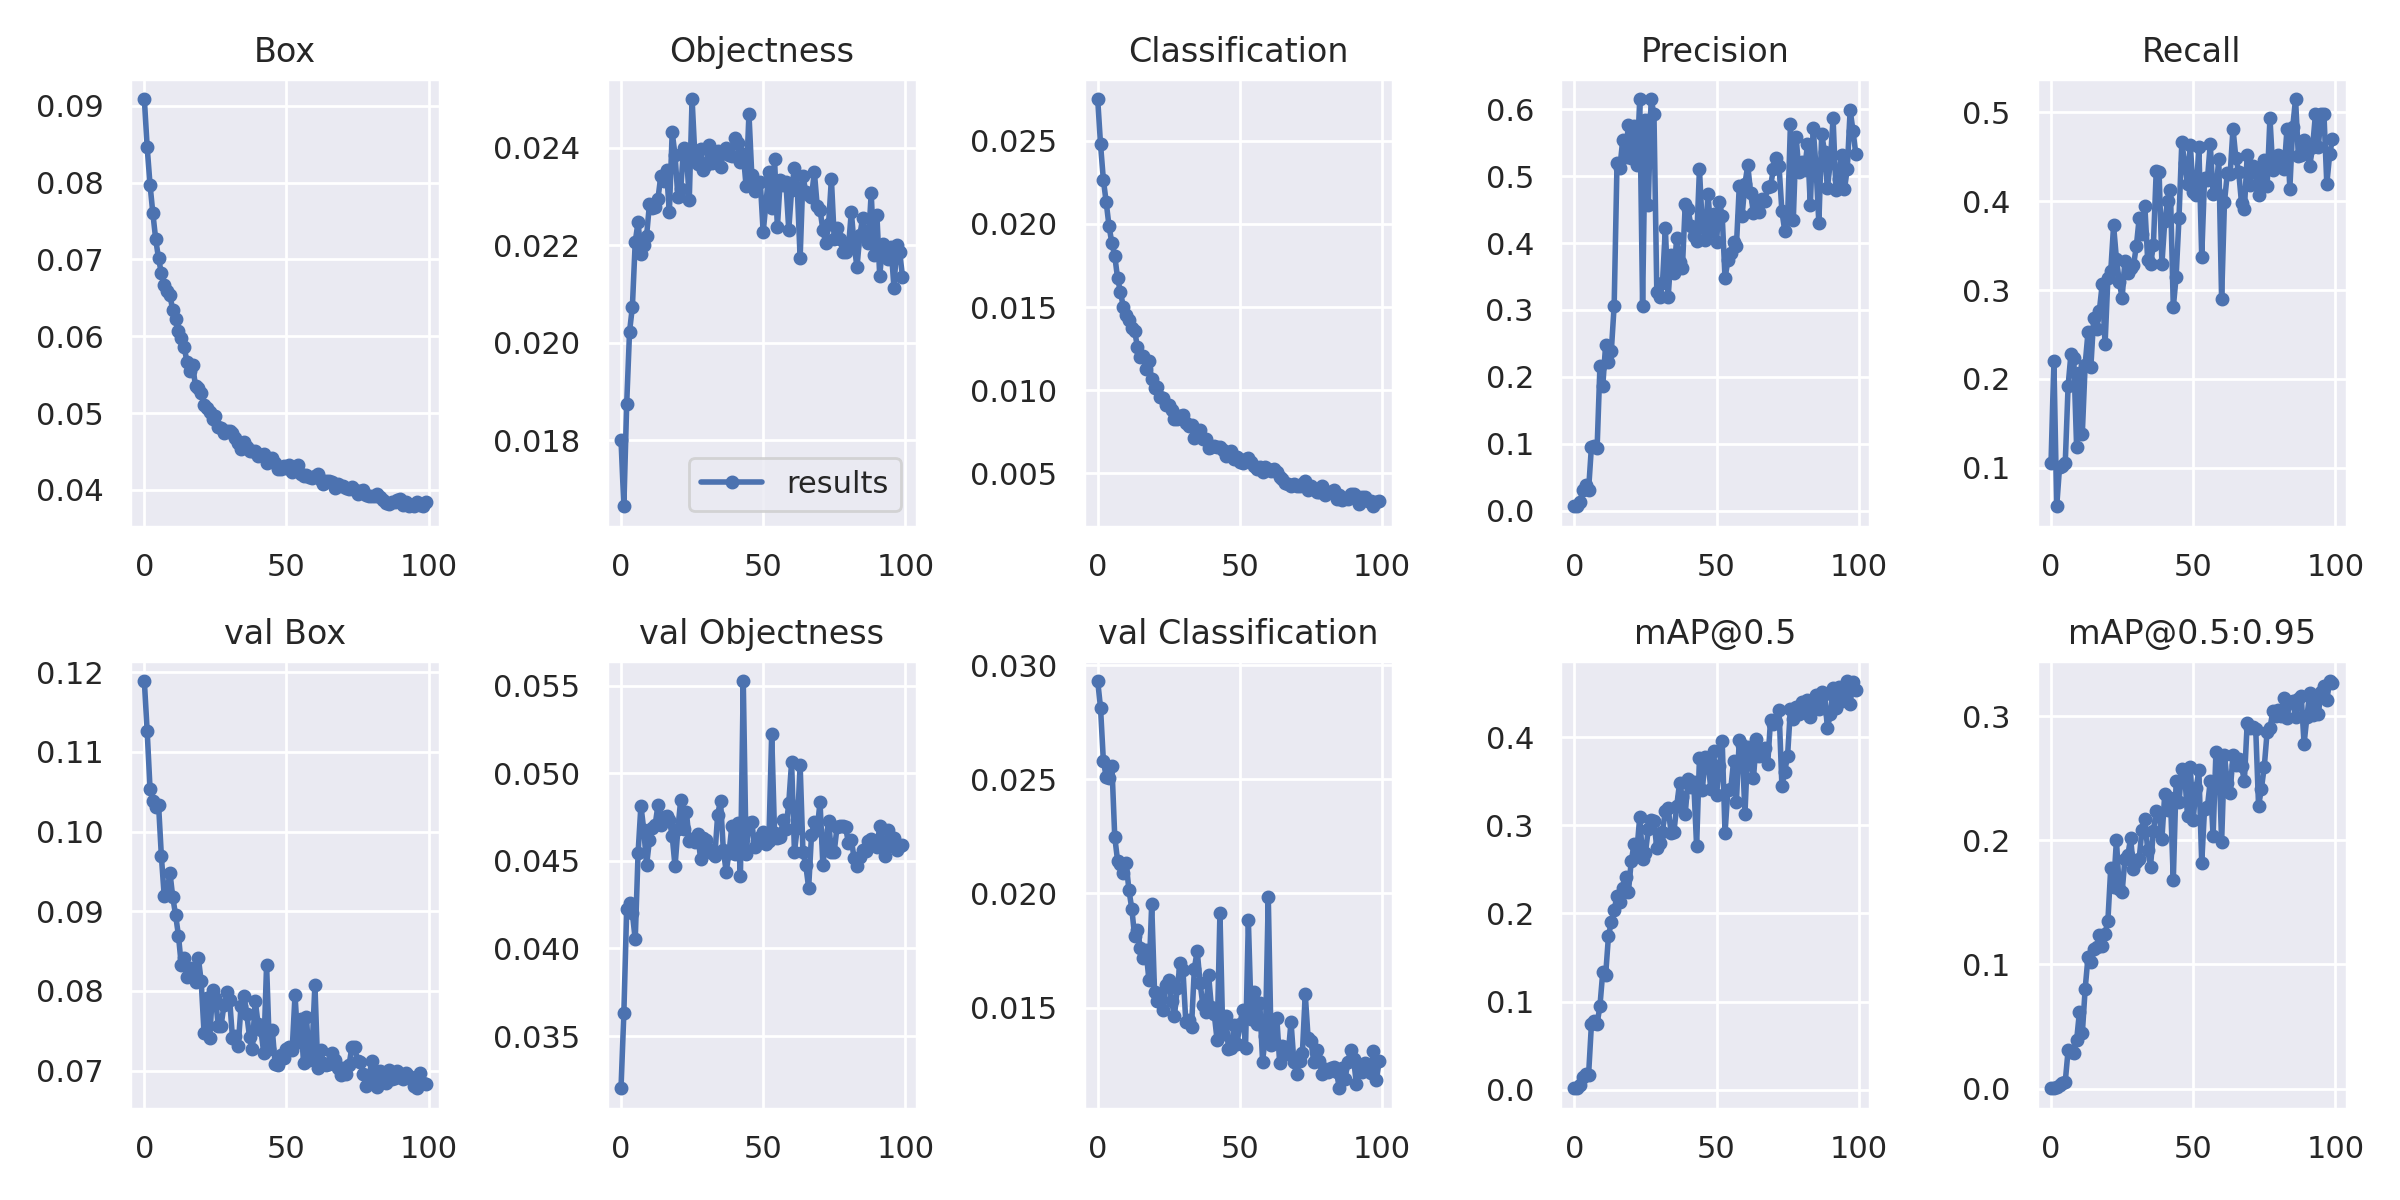 Box
0.09
0.08
0.07
0.06
0.05
0.04
0 50 100
Objectness
0.024
0.022
0.020
0.018
results
0 50 100
Classification
0.025
0.020
0.015
0.010
0.005
0 50 100
Precision
0.6
0.5
0.4
0.3
0.2
0.1
0.0
0 50 100
Recall
0.5
0.4
0.3
0.2
0.1
0 50 100
val Box
0.12
0.11
0.10
0.09
0.08
0.07
0 50 100
val Objectness
0.055
0.050
0.045
0.040
0.035
0 50 100
val Classification
0.030
0.025
0.020
0.015
0 50 100
mAP@0.5
0.4
0.3
0.2
0.1
0.0
0 50 100
mAP@0.5:0.95
0.3
0.2
0.1
0.0
0 50 100